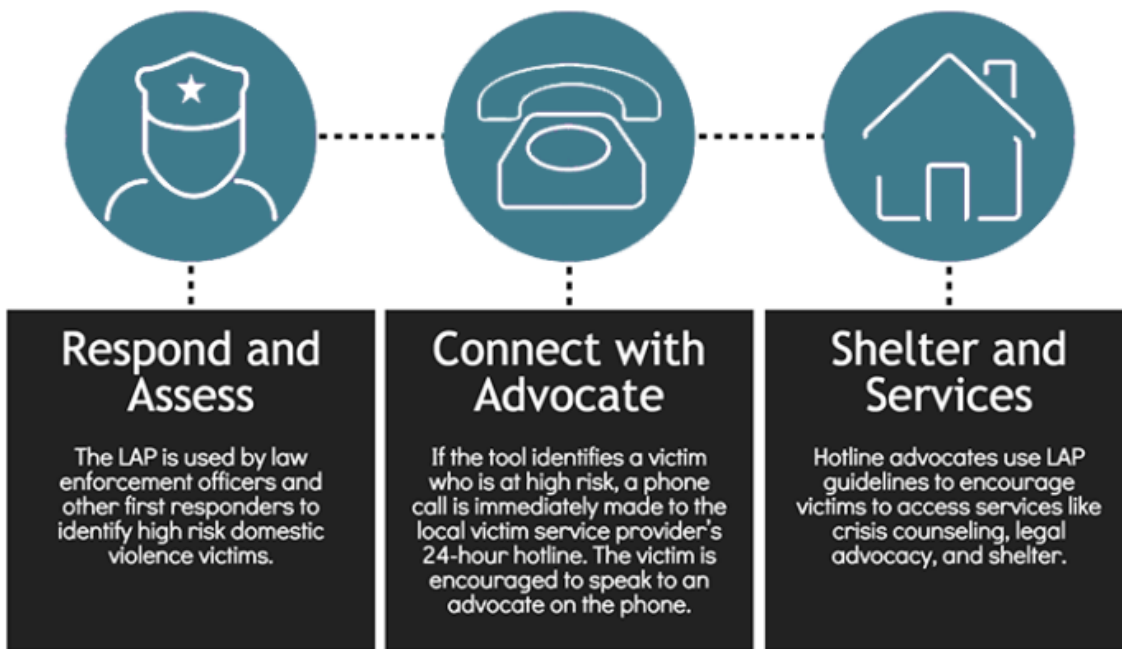 Respond and
Assess
The LAP is used by law
enforcement officers and
other first responders to
identify high risk domestic
violence victims.
Connect with
Advocate
If the tool identifies a victim
who is at high risk, a phone
call is immediately made to the
local victim service provider's
24-hour hotline. The victim is
encouraged to speak to an
advocate on the phone.
Shelter and
Services
Hotline advocates use LAP
guidelines to encourage
victims to access services like
crisis counseling, legal
advocacy, and shelter.